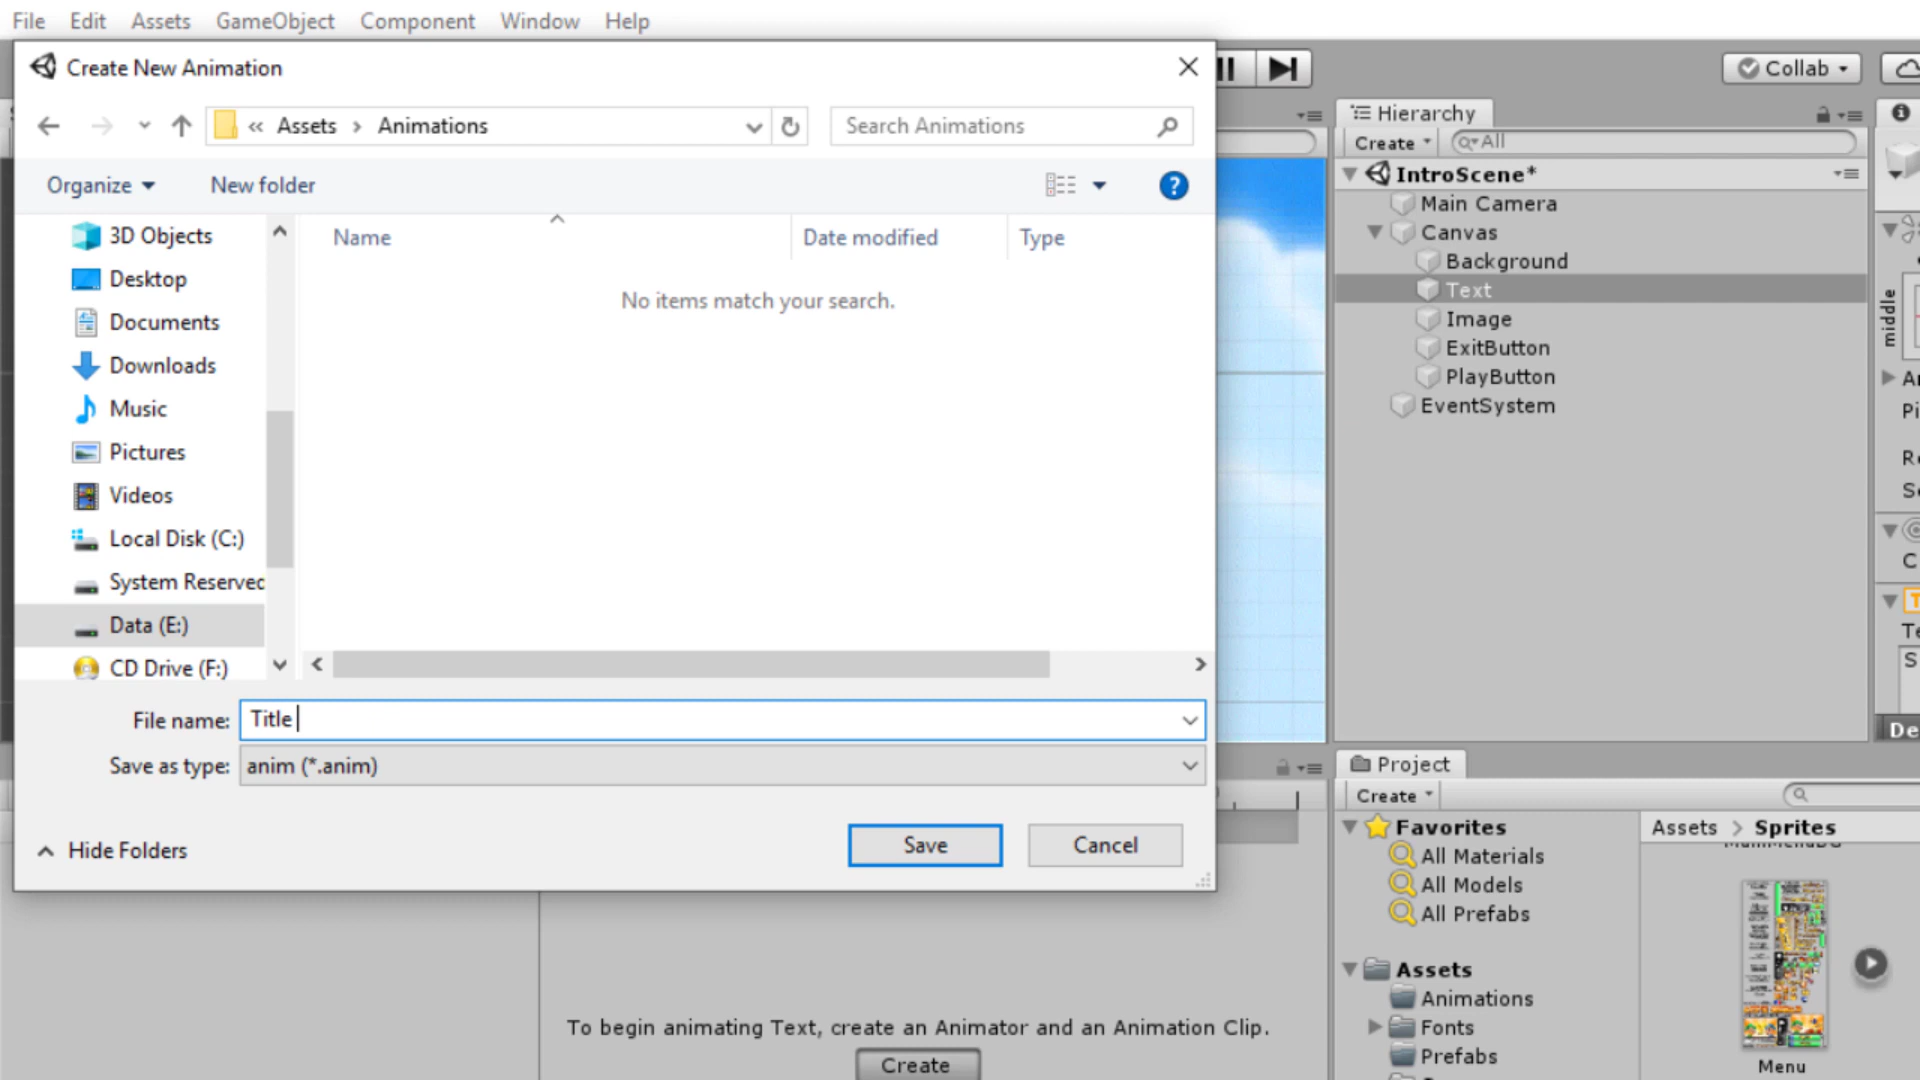 File Edit Assets GameObject Component Window Help
Create New Animation
« Assets > Animations
Search Animations
Organize
New folder
Name
Date modified
Type
No items match your search.
3D Objects
Desktop
Documents
Downloads
Music
Pictures
Videos
Local Disk (C:)
System Reserved
Data (E:)
CD Drive (F:)
File name: Title
Save as type: anim (*.anim)
Hide Folders
Save
Cancel
Collab
Hierarchy
Create
All
IntroScene*
Main Camera
Canvas
Background
Text
Image
ExitButton
PlayButton
EventSystem
middle
Project
Create
Favorites
All Materials
All Models
All Prefabs
Assets
Animations
Fonts
Prefabs
Assets > Sprites
MainMenuBG
Menu
To begin animating Text, create an Animator and an Animation Clip.
Create